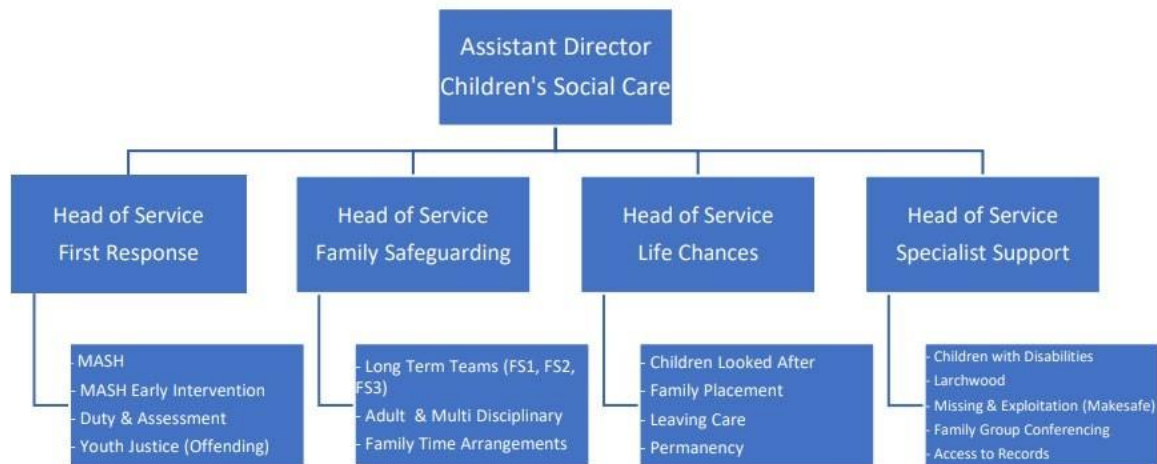 Assistant Director
Children's Social Care
Head of Service
First Response
Head of Service
Family Safeguarding
Head of Service
Life Chances
Head of Service
Specialist Support
- MASH
- MASH Early Intervention
- Duty & Assessment
- Youth Justice (Offending)
- Long Term Teams (FS1, FS2,
FS3)
- Adult & Multi Disciplinary
- Family Time Arrangements
- Children Looked After
- Family Placement
- Leaving Care
- Permanency
- Children with Disabilities
- Larchwood
- Missing & Exploitation (Makesafe)
- Family Group Conferencing
- Access to Records